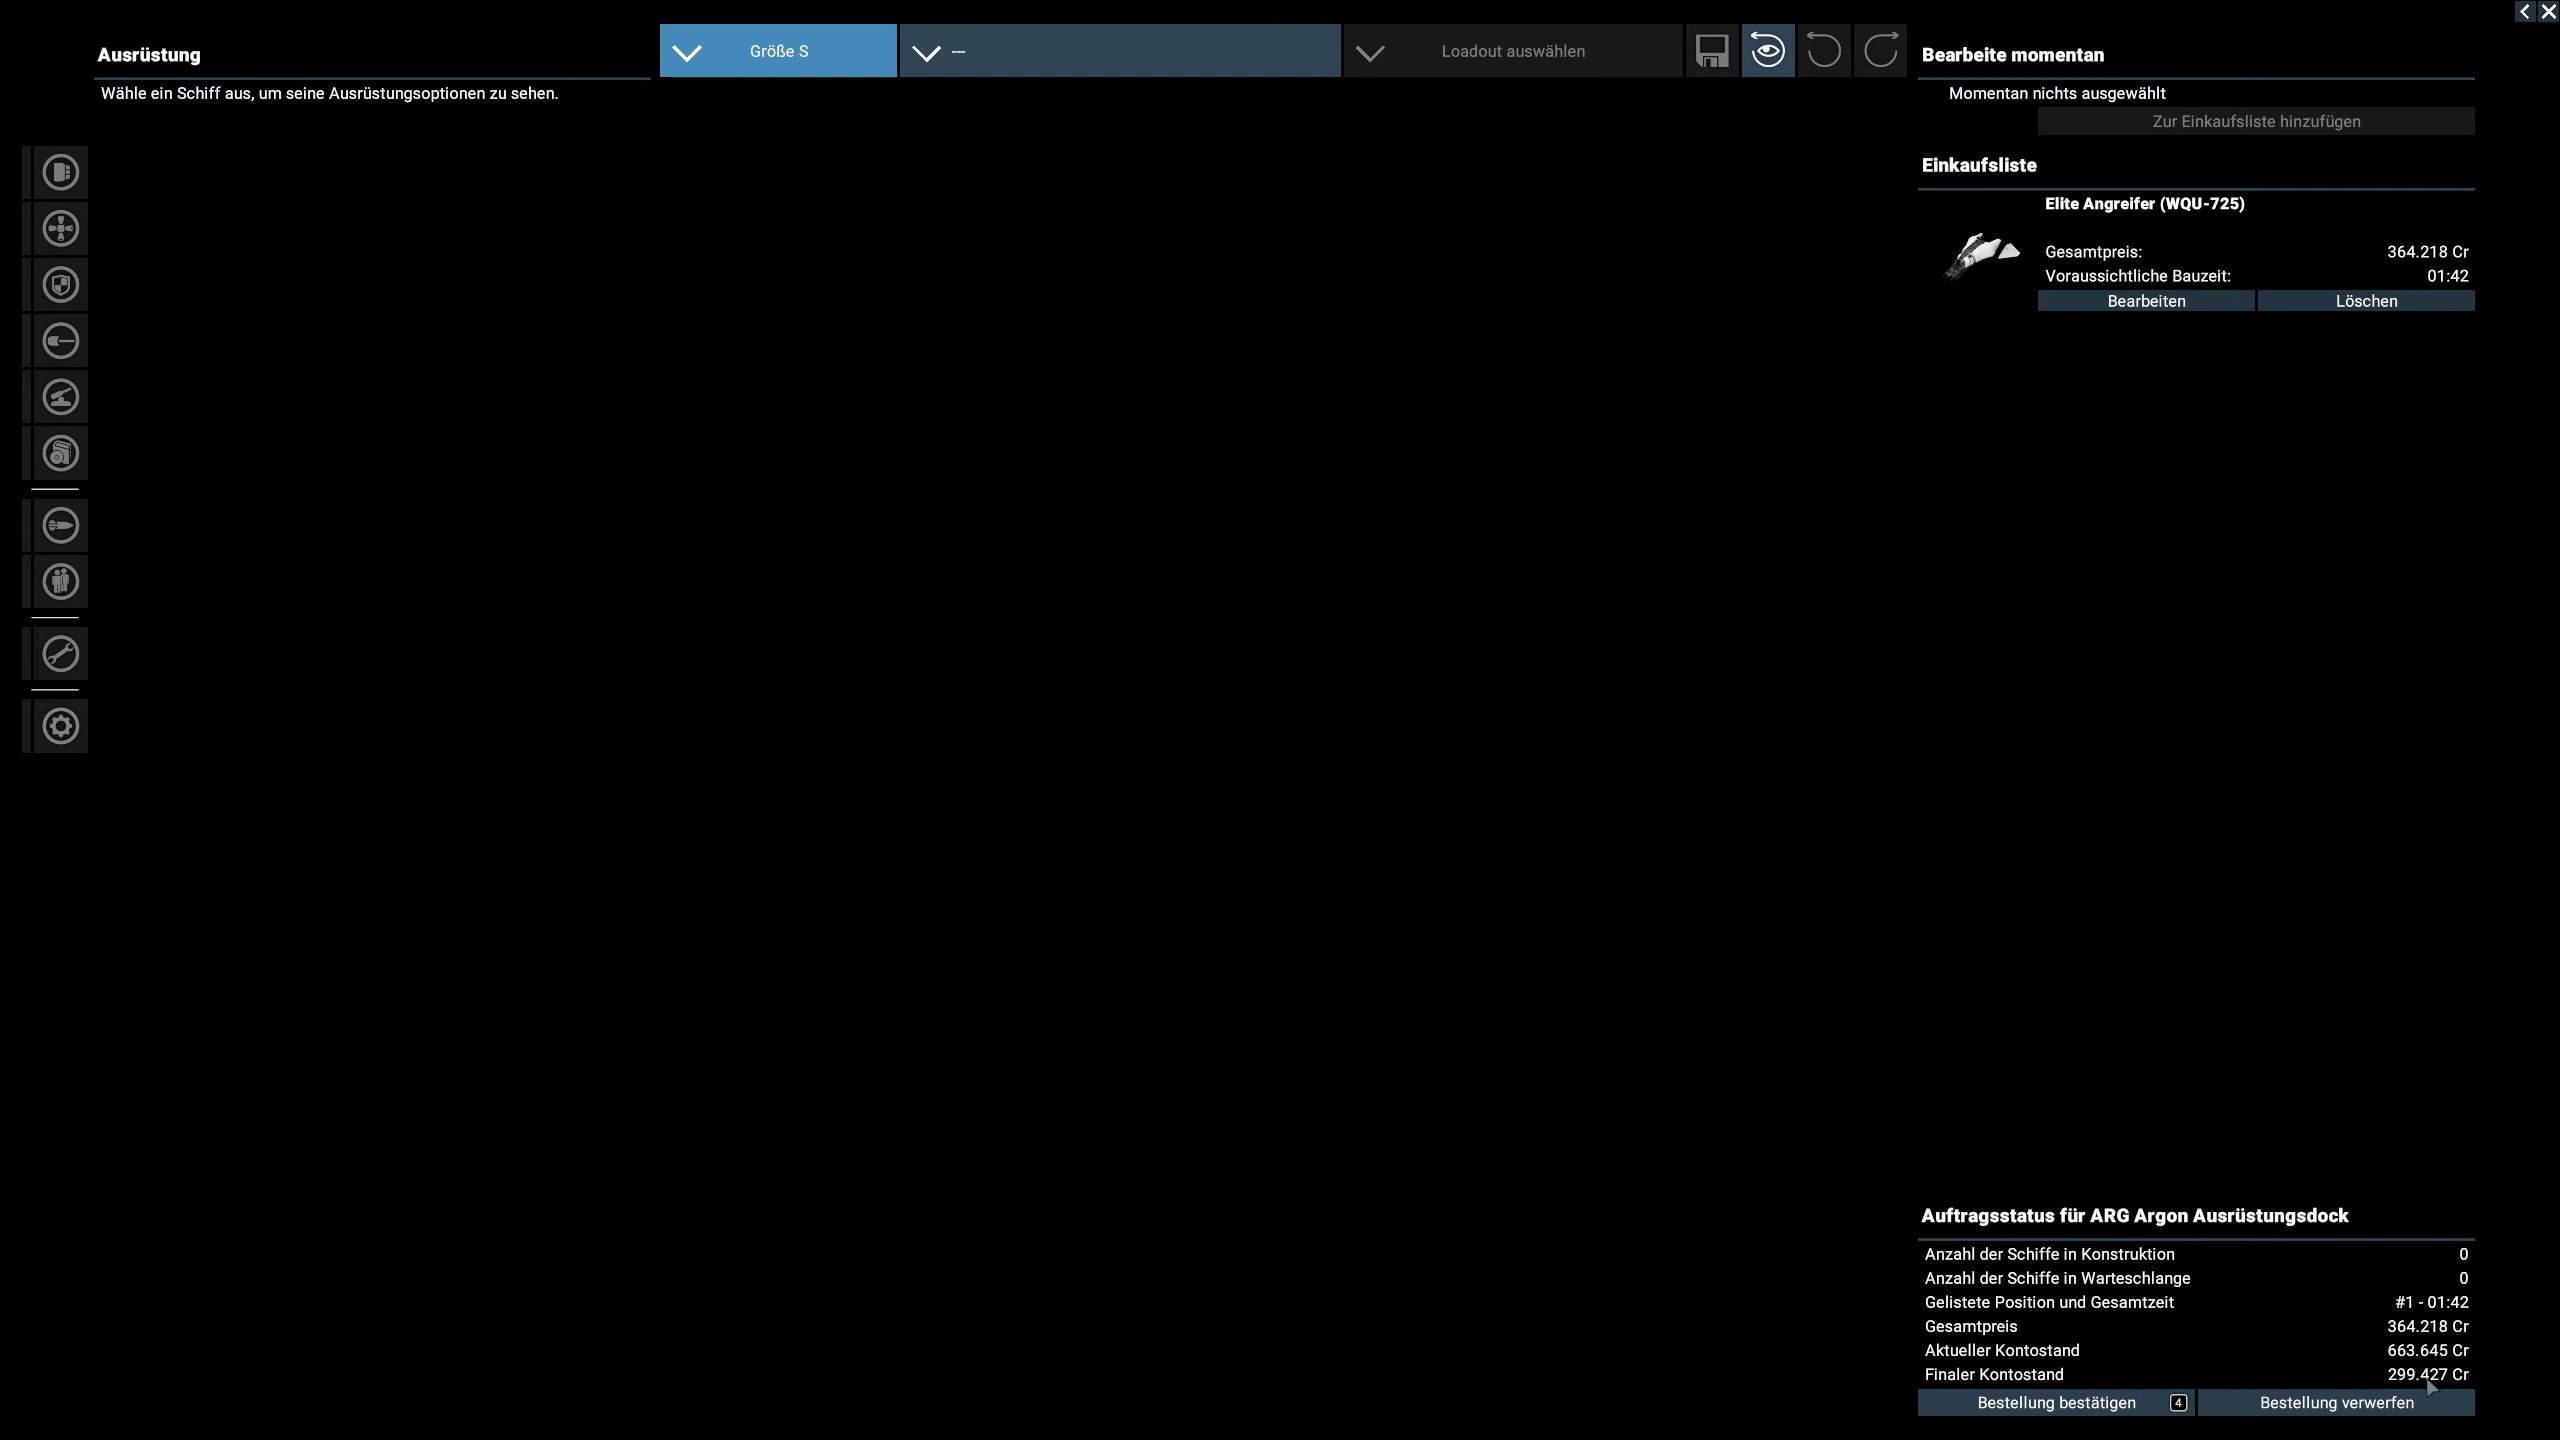 Ausrüstung
Wähle ein Schiff aus, um seine Ausrüstungsoptionen zu sehen.
Größe S
---
Loadout auswählen
Bearbeite momentan
Momentan nichts ausgewählt
Zur Einkaufsliste hinzufügen
Einkaufsliste
Elite Angreifer (WQU-725)
Gesamtpreis: 364.218 Cr
Voraussichtliche Bauzeit: 01:42
Bearbeiten Löschen
Auftragsstatus für ARG Argon Ausrüstungsdock
Anzahl der Schiffe in Konstruktion 0
Anzahl der Schiffe in Warteschlange 0
Gelistete Position und Gesamtzeit #1 - 01:42
Gesamtpreis 364.218 Cr
Aktueller Kontostand 663.645 Cr
Finaler Kontostand 299.427 Cr
Bestellung bestätigen 4 Bestellung verwerfen